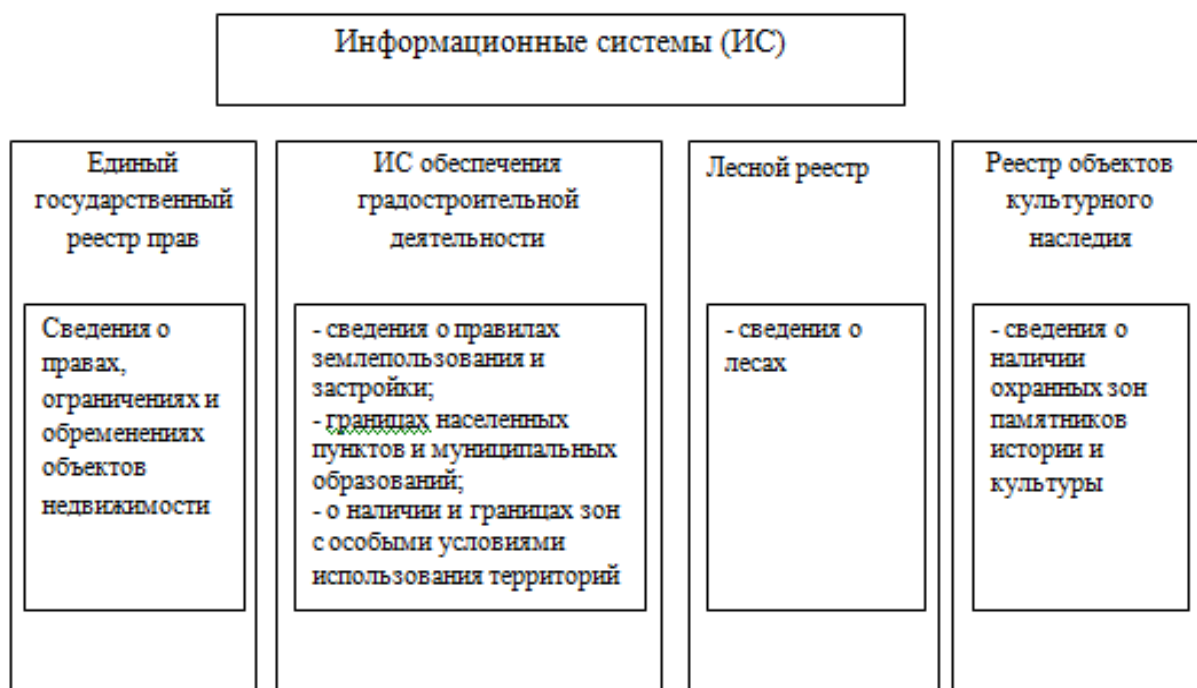 Информационные системы (ИС)
Единый
государственный
реестр прав
Сведения о
правах,
ограничениях и
обременениях
объектов
недвижимости
ИС обеспечения
градостроительной
деятельности
- сведения о правилах
землепользования и
застройки;
- границах населенных
пунктов и муниципальных
образований;
- о наличии и границах зон
с особыми условиями
использования территорий
Лесной реестр
- сведения о
лесах
Реестр объектов
культурного
наследия
- сведения о
наличии
охранных зон
памятников
истории и
культуры